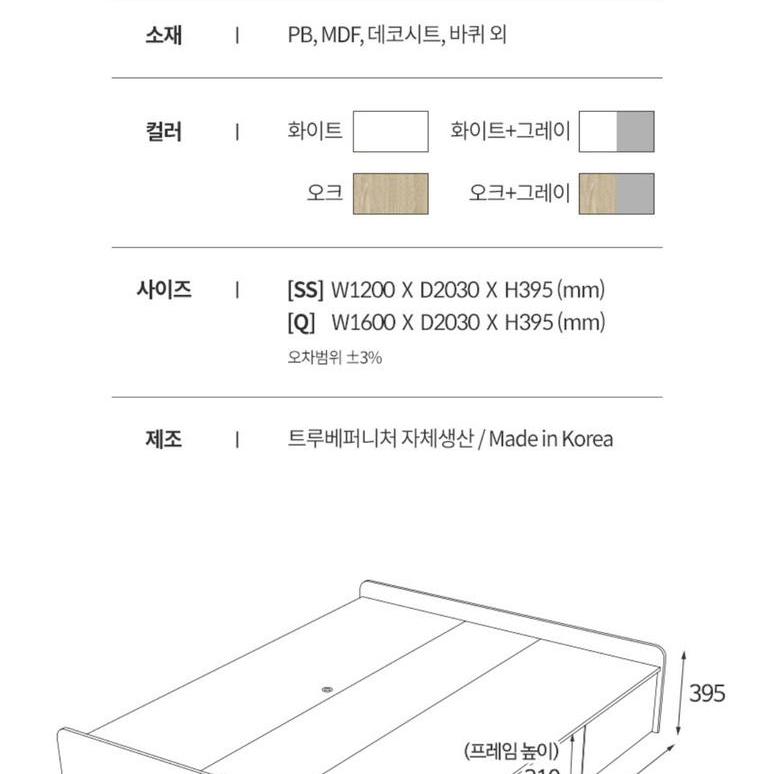 소재 | PB, MDF, 데코시트, 바퀴 외
컬러 | 화이트 화이트+그레이
오크 오크+그레이
사이즈 | [SS] W1200 X D2030 X H395 (mm)
[Q] W1600 X D2030 X H395 (mm)
오차범위 ±3%
제조 | 트루베퍼니처 자체생산 / Made in Korea
395
(프레임 높이)